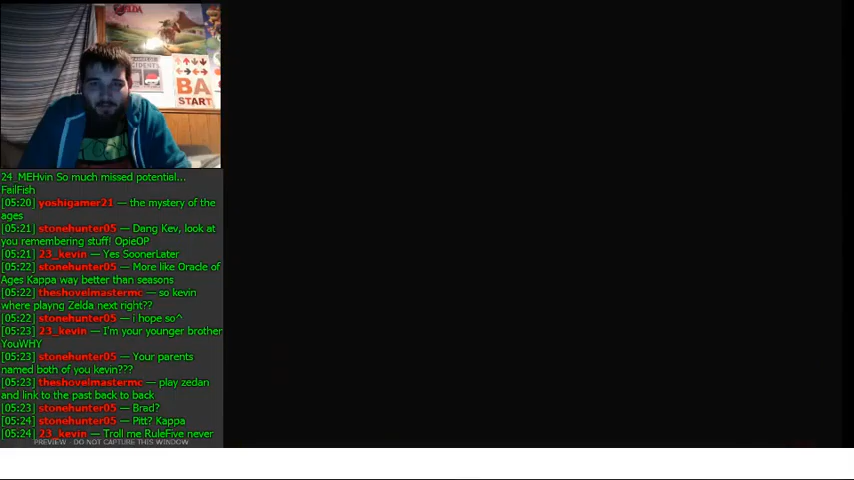 ZELDA
BA
START
24_MEHvin So much missed potential...
FailFish
[05:20] yoshigamer21 — the mystery of the
ages
[05:21] stonehunter05 — Dang Kev, look at
you remembering stuff! OpieOP
[05:21] 23_kevin — Yes SoonerLater
[05:22] stonehunter05 — More like Oracle of
Ages Kappa way better than seasons
[05:22] theshovelmastermc — so kevin
where playng Zelda next right??
[05:22] stonehunter05 — i hope so^
[05:23] 23_kevin — I'm your younger brother
YouWHY
[05:23] stonehunter05 — Your parents
named both of you kevin???
[05:23] theshovelmastermc — play zedan
and link to the past back to back
[05:23] stonehunter05 — Brad?
[05:24] stonehunter05 — Pitt? Kappa
[05:24] 23_kevin — Troll me RuleFive never
PREVIEW - DO NOT CAPTURE THIS WINDOW